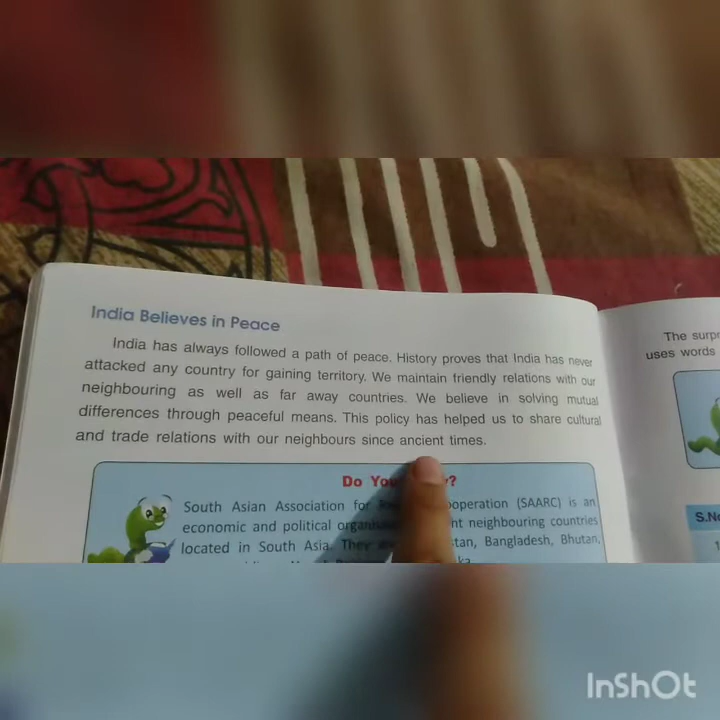 India Believes in Peace
India has always followed a path of peace. History proves that India has never
attacked any country for gaining territory. We maintain friendly relations with our
neighbouring as well as far away countries. We believe in solving mutual
differences through peaceful means. This policy has helped us to share cultural
and trade relations with our neighbours since ancient times.
Do You
South Asian Association for ooperation (SAARC) is an
economic and political neighbouring countries
located in South Asia. They Bangladesh, Bhutan,
The
uses words
S.No
InShOt